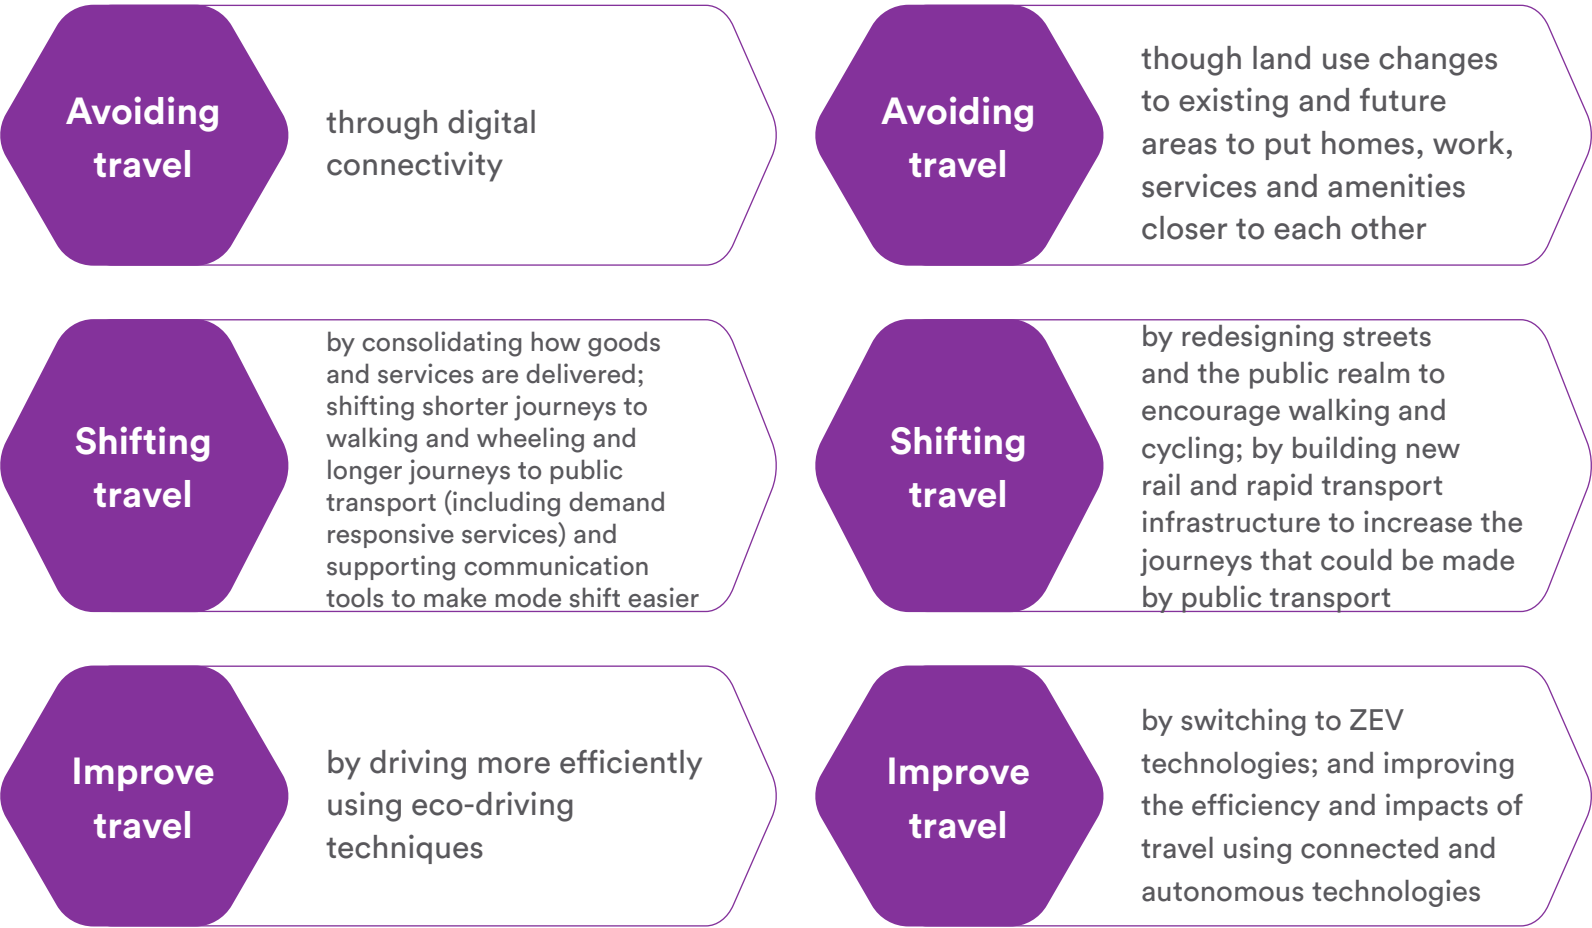 Avoiding
travel
through digital
connectivity
Avoiding
travel
though land use changes
to existing and future
areas to put homes, work,
services and amenities
closer to each other
Shifting
travel
by consolidating how goods
and services are delivered;
shifting shorter journeys to
walking and wheeling and
longer journeys to public
transport (including demand
responsive services) and
supporting communication
tools to make mode shift easier
Shifting
travel
by redesigning streets
and the public realm to
encourage walking and
cycling; by building new
rail and rapid transport
infrastructure to increase the
journeys that could be made
by public transport
Improve
travel
by driving more efficiently
using eco-driving
techniques
Improve
travel
by switching to ZEV
technologies; and improving
the efficiency and impacts of
travel using connected and
autonomous technologies